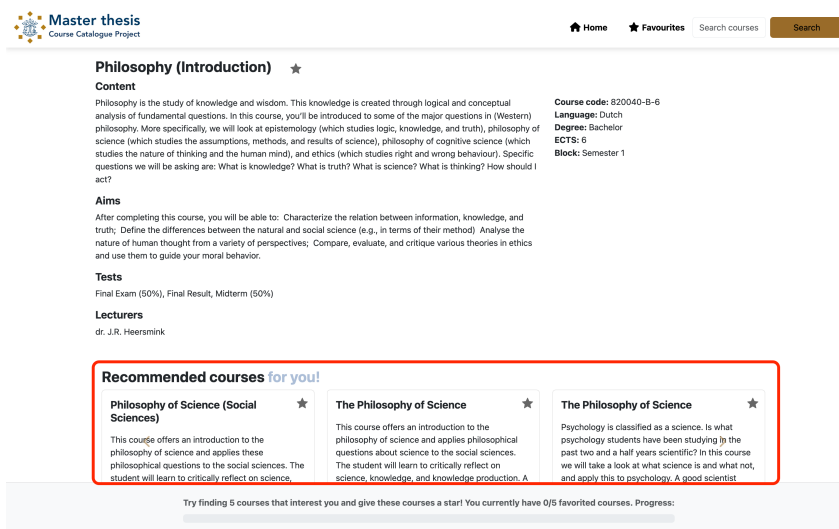 Master thesis
Course Catalogue Project
Home
Favourites
Search courses
Search
Philosophy (Introduction)
Content
Philosophy is the study of knowledge and wisdom. This knowledge is created through logical and conceptual
analysis of fundamental questions. In this course, you'll be introduced to some of the major questions in (Western)
philosophy. More specifically, we will look at epistemology (which studies logic, knowledge, and truth), philosophy of
science (which studies the assumptions, methods, and results of science), philosophy of cognitive science (which
studies the nature of thinking and the human mind), and ethics (which studies right and wrong behaviour). Specific
questions we will be asking are: What is knowledge? What is truth? What is science? What is thinking? How should I
act?
Course code: 820040-B-6
Language: Dutch
Degree: Bachelor
ECTS: 6
Block: Semester 1
Aims
After completing this course, you will be able to: Characterize the relation between information, knowledge, and
truth; Define the differences between the natural and social science (e.g., in terms of their method) Analyse the
nature of human thought from a variety of perspectives; Compare, evaluate, and critique various theories in ethics
and use them to guide your moral behavior.
Tests
Final Exam (50%), Final Result, Midterm (50%)
Lecturers
dr. J.R. Heersmink
Recommended courses for you!
Philosophy of Science (Social
Sciences)
This course offers an introduction to the
philosophy of science and applies these
philosophical questions to the social sciences. The
student will learn to critically reflect on science,
The Philosophy of Science
This course offers an introduction to the
philosophy of science and applies philosophical
questions about science to the social sciences.
The student will learn to critically reflect on
science, knowledge, and knowledge production. A
The Philosophy of Science
Psychology is classified as a science. Is what
psychology students have been studying in the
past two and a half years scientific? In this course
we will take a look at what science is and what not,
and apply this to psychology. A good scientist
Try finding 5 courses that interest you and give these courses a star! You currently have 0/5 favorited courses. Progress: